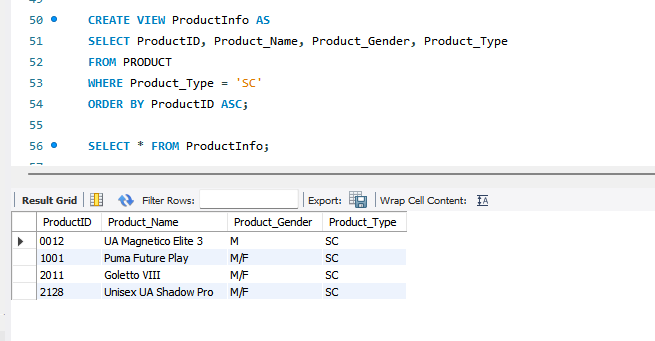 50 CREATE VIEW ProductInfo AS
51 SELECT ProductID, Product_Name, Product_Gender, Product_Type
52 FROM PRODUCT
53 WHERE Product_Type = 'SC'
54 ORDER BY ProductID ASC;
55
56 SELECT * FROM ProductInfo;
Result Grid Filter Rows: Export: Wrap Cell Content:
ProductID Product_Name Product_Gender Product_Type
0012 UA Magnetico Elite 3 M SC
1001 Puma Future Play M/F SC
2011 Goletto VIII M/F SC
2128 Unisex UA Shadow Pro M/F SC